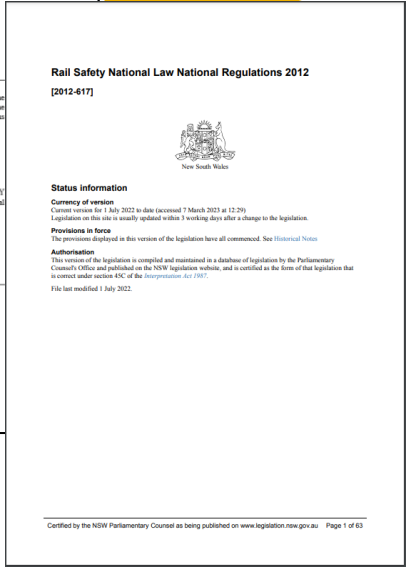 Rail Safety National Law National Regulations 2012
[2012-617]
New South Wales
Status information
Currency of version
Current version for 1 July 2022 to date (accessed 7 March 2023 at 12:29)
Legislation on this site is usually updated within 3 working days after a change to the legislation.
Provisions in force
The provisions displayed in this version of the legislation have all commenced. See Historical Notes
Authorisation
This version of the legislation is compiled and maintained in a database of legislation by the Parliamentary
Counsel's Office and published on the NSW legislation website, and is certified as the form of that legislation that
is correct under section 45C of the Interpretation Act 1987.
File last modified 1 July 2022.
Certified by the NSW Parliamentary Counsel as being published on www.legislation.nsw.gov.au Page 1 of 63